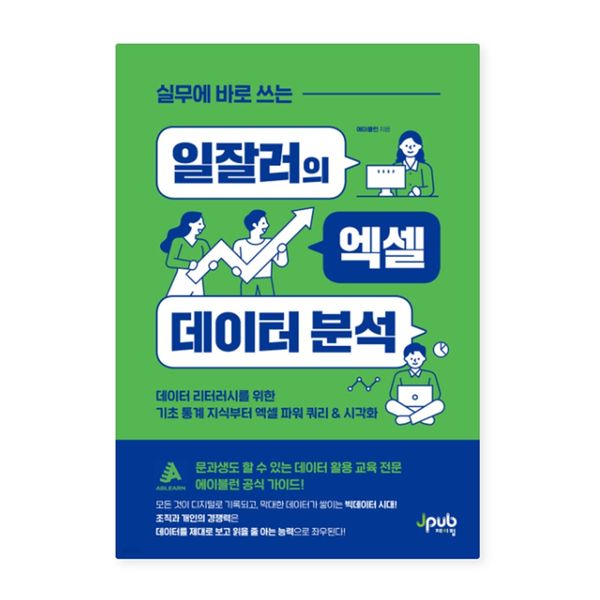 실무에 바로 쓰는
에이블런 지음
일잘러의
엑셀
데이터 분석
데이터 리터러시를 위한
기초 통계 지식부터 엑셀 파워 쿼리 & 시각화
ABLEARN
문과생도 할 수 있는 데이터 활용 교육 전문
에이블런 공식 가이드!
모든 것이 디지털로 기록되고, 막대한 데이터가 쌓이는 빅데이터 시대!
조직과 개인의 경쟁력은
데이터를 제대로 보고 읽을 줄 아는 능력으로 좌우된다!
Jpub
제이펍